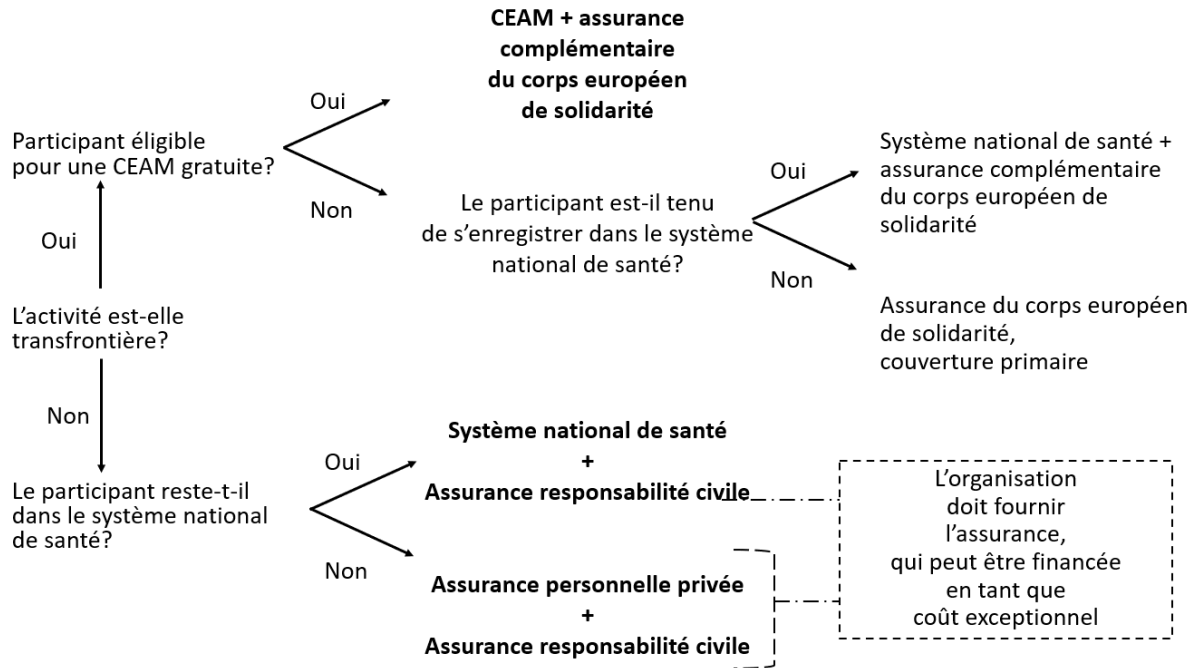 CEAM + assurance
complémentaire
du corps européen
de solidarité
Oui
Participant éligible
pour une CEAM gratuite?
Non
Le participant est-il tenu
de s’enregistrer dans le système
national de santé?
Oui
Système national de santé +
assurance complémentaire
du corps européen de
solidarité
Non
Assurance du corps européen
de solidarité,
couverture primaire
Oui
L’activité est-elle
transfrontière?
Non
Le participant reste-t-il
dans le système national
de santé?
Oui
Système national de santé
+
Assurance responsabilité civile
Non
Assurance personnelle privée
+
Assurance responsabilité civile
L’organisation
doit fournir
l’assurance,
qui peut être financée
en tant que
coût exceptionnel